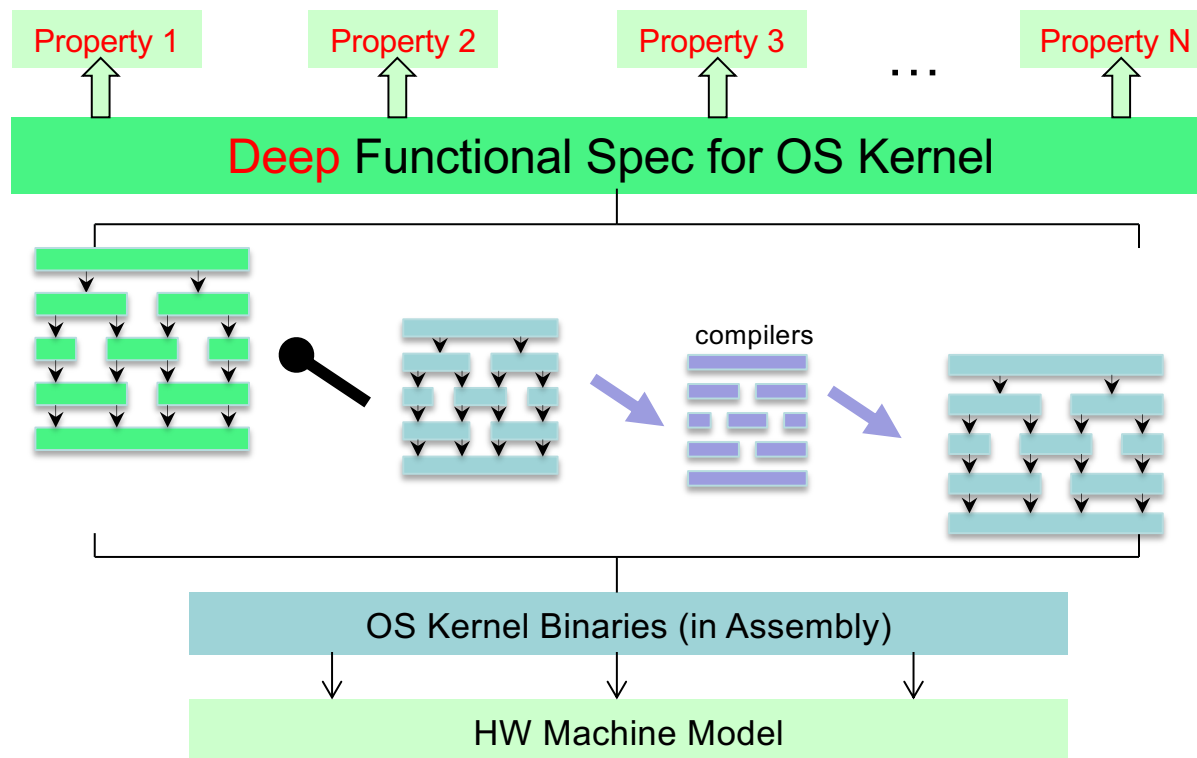 Property 1
Property 2
Property 3
...
Property N
Deep Functional Spec for OS Kernel
compilers
OS Kernel Binaries (in Assembly)
HW Machine Model